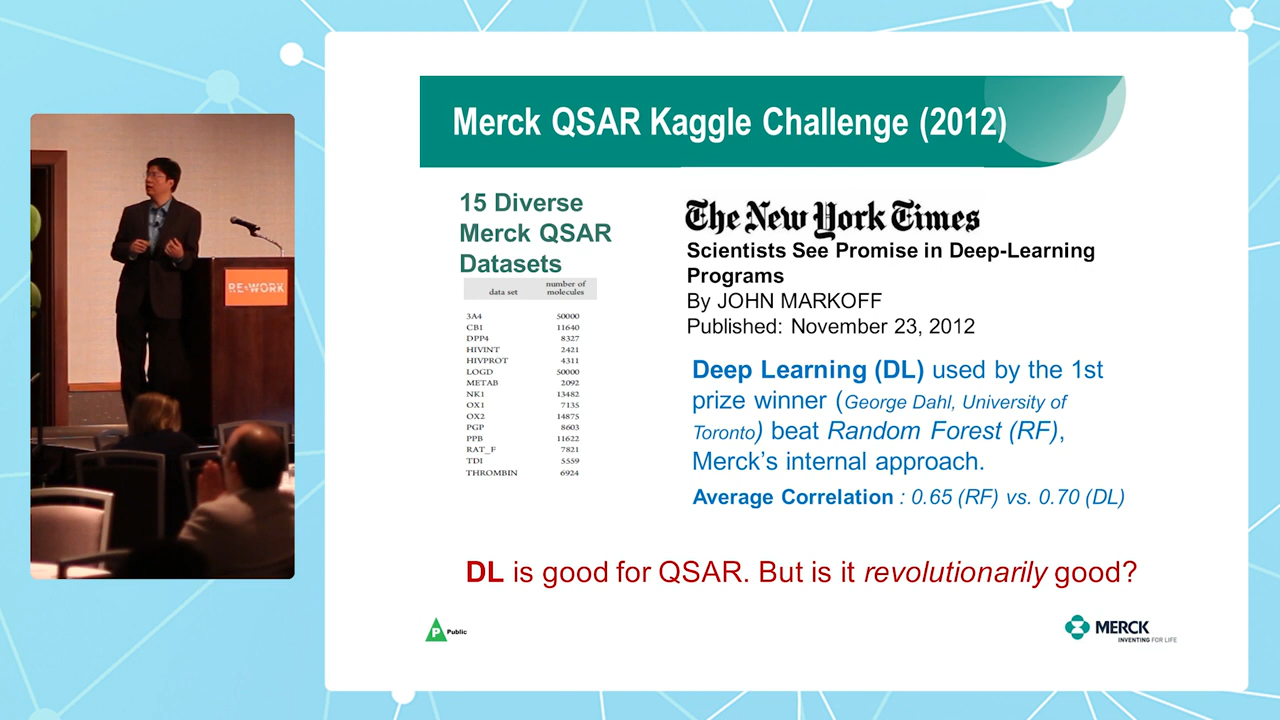 Merck QSAR Kaggle Challenge (2012)
15 Diverse
Merck QSAR
Datasets
data set number of molecules
3A4 50000
CB1 11640
DPP4 8327
HIVINT 2421
HIVPROT 4311
LOGD 50000
METAB 2092
NK1 13482
OX1 7135
OX2 14875
PGP 8603
PPB 11622
RAT_F 7821
TDI 5559
THROMBIN 6924
The New York Times
Scientists See Promise in Deep-Learning
Programs
By JOHN MARKOFF
Published: November 23, 2012
Deep Learning (DL) used by the 1st
prize winner (George Dahl, University of
Toronto) beat Random Forest (RF),
Merck's internal approach.
Average Correlation : 0.65 (RF) vs. 0.70 (DL)
DL is good for QSAR. But is it revolutionarily good?
P Public
MERCK
INVENTING FOR LIFE
RE•WORK